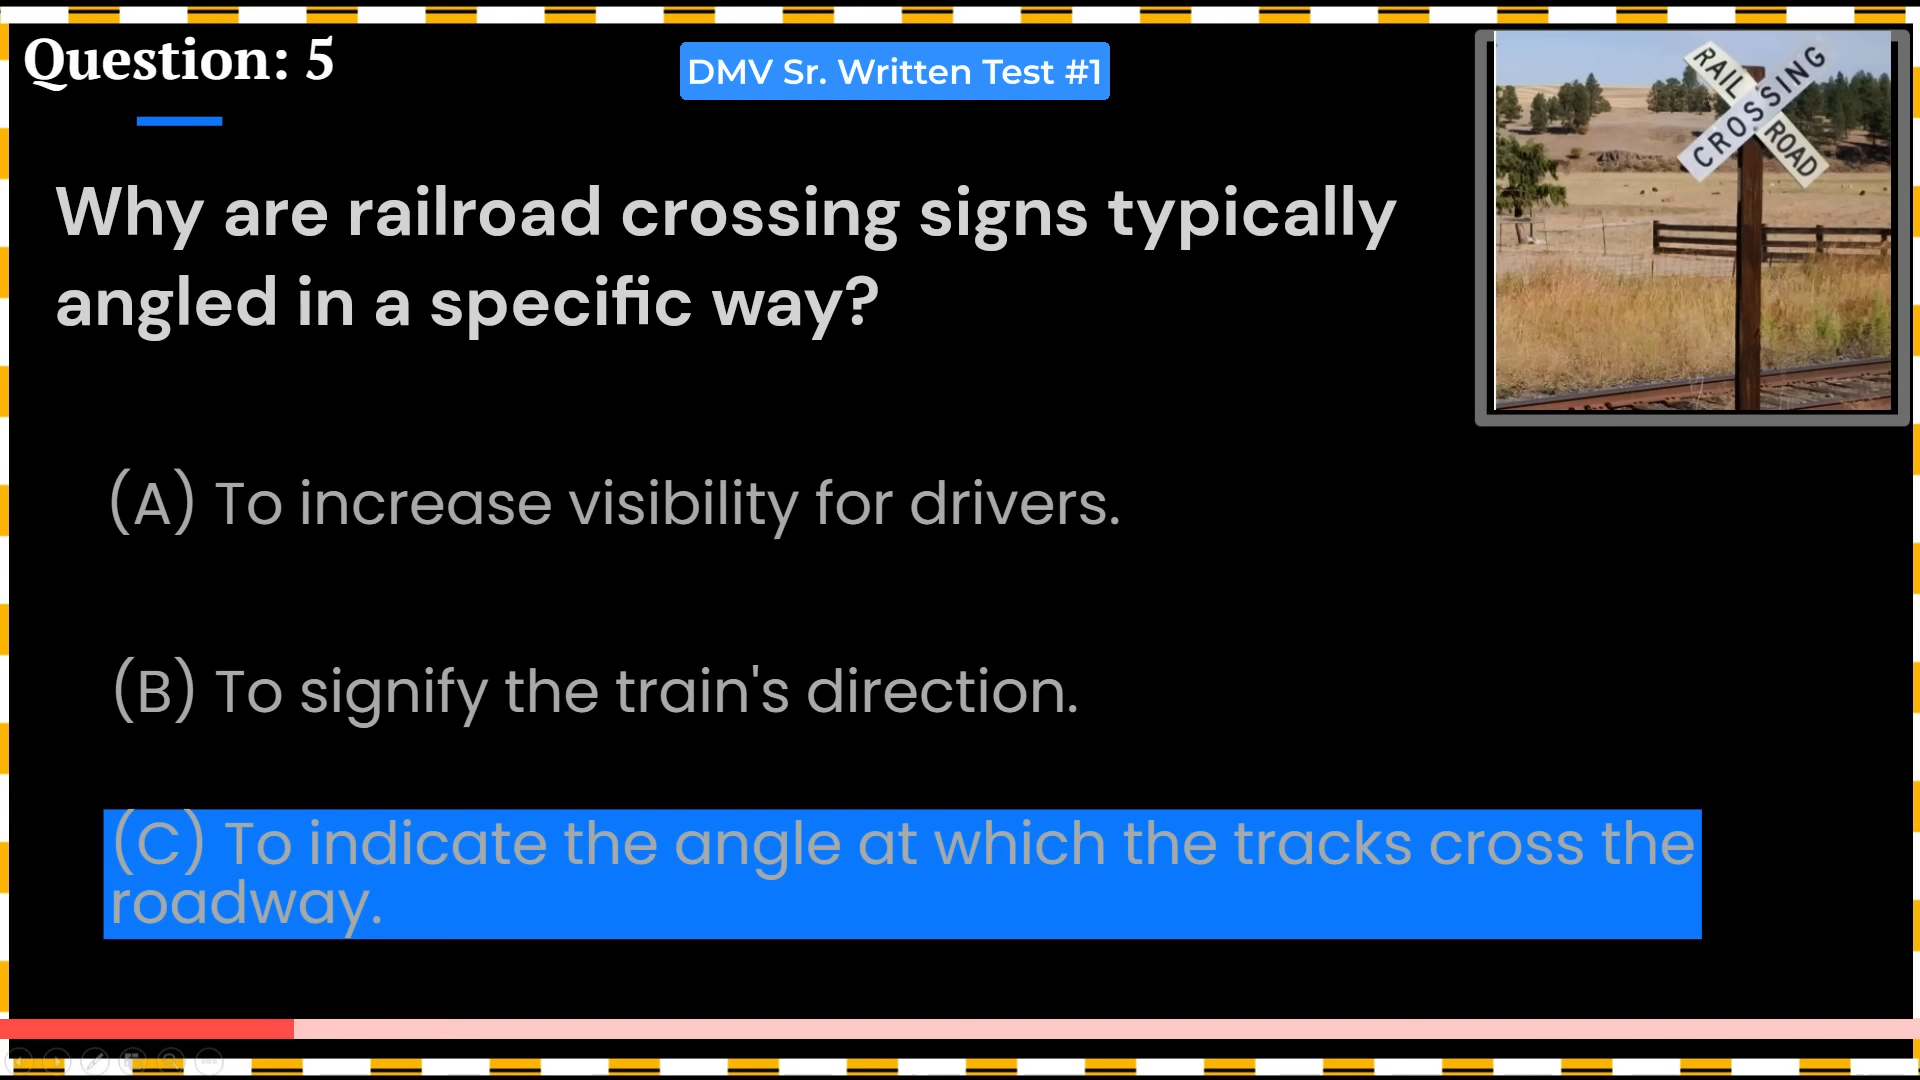 Question: 5
DMV Sr. Written Test #1
RAIL ROAD
CROSSING
Why are railroad crossing signs typically
angled in a specific way?
(A) To increase visibility for drivers.
(B) To signify the train's direction.
(C) To indicate the angle at which the tracks cross the
roadway.